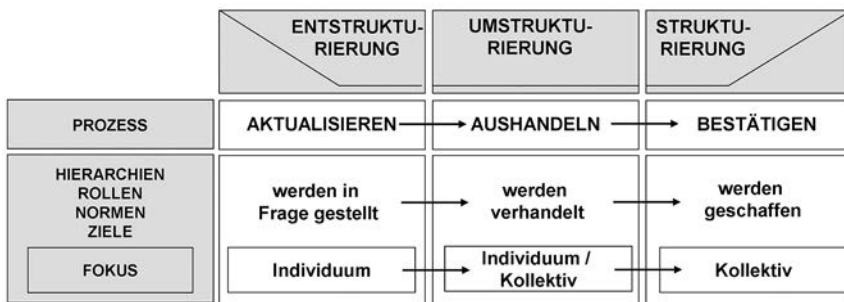 ENTSTRUKTU-
RIERUNG
UMSTRUKTU-
RIERUNG
STRUKTU-
RIERUNG
PROZESS
AKTUALISIEREN
AUSHANDELN
BESTÄTIGEN
HIERARCHIEN
ROLLEN
NORMEN
ZIELE
werden in
Frage gestellt
werden
verhandelt
werden
geschaffen
FOKUS
Individuum
Individuum /
Kollektiv
Kollektiv